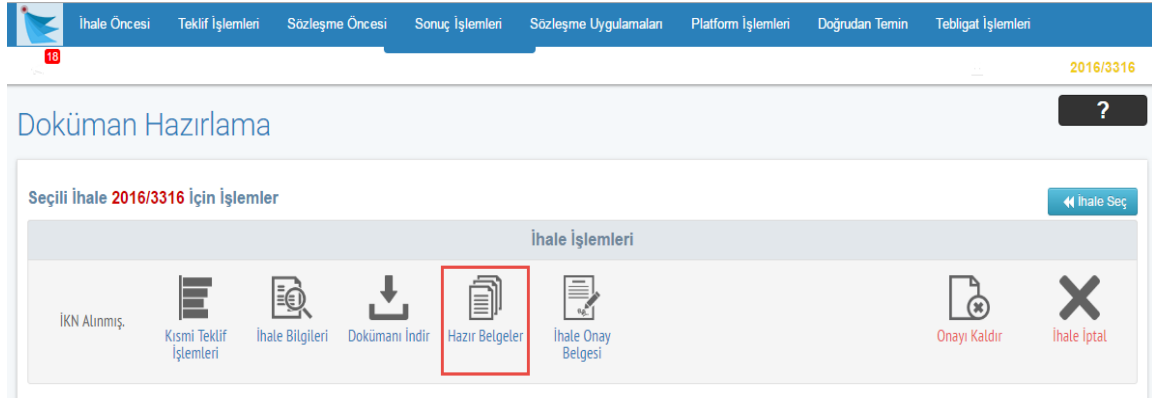 İhale Öncesi Teklif İşlemleri Sözleşme Öncesi Sonuç İşlemleri Sözleşme Uygulamaları Platform İşlemleri Doğrudan Temin Tebligat İşlemleri
18
2016/3316
?
Doküman Hazırlama
Seçili İhale 2016/3316 İçin İşlemler
İhale Seç
İhale İşlemleri
İKN Alınmış.
Kısmi Teklif İşlemleri
İhale Bilgileri
Dokümanı İndir
Hazır Belgeler
İhale Onay Belgesi
Onayı Kaldır
İhale İptal